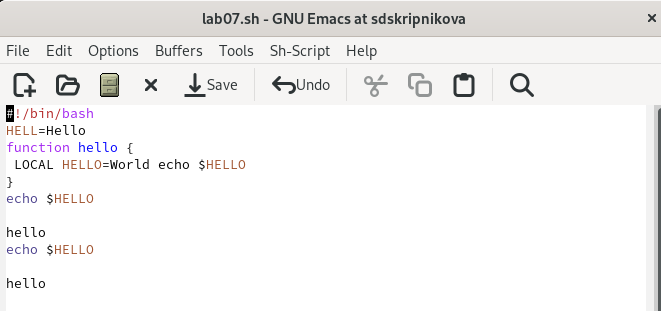 lab07.sh - GNU Emacs at sdskripnikova
File Edit Options Buffers Tools Sh-Script Help
Save Undo
#!/bin/bash
HELL=Hello
function hello {
 LOCAL HELLO=World echo $HELLO
}
echo $HELLO

hello
echo $HELLO

hello